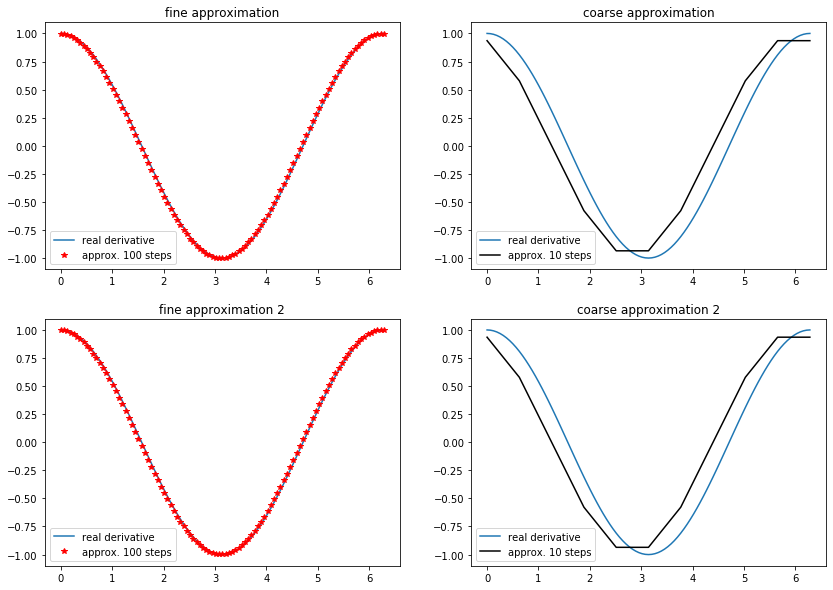 fine approximation
1.00
0.75
0.50
0.25
0.00
−0.25
−0.50
−0.75
−1.00
real derivative
approx. 100 steps
0 1 2 3 4 5 6
coarse approximation
1.00
0.75
0.50
0.25
0.00
−0.25
−0.50
−0.75
−1.00
real derivative
approx. 10 steps
0 1 2 3 4 5 6
fine approximation 2
1.00
0.75
0.50
0.25
0.00
−0.25
−0.50
−0.75
−1.00
real derivative
approx. 100 steps
0 1 2 3 4 5 6
coarse approximation 2
1.00
0.75
0.50
0.25
0.00
−0.25
−0.50
−0.75
−1.00
real derivative
approx. 10 steps
0 1 2 3 4 5 6